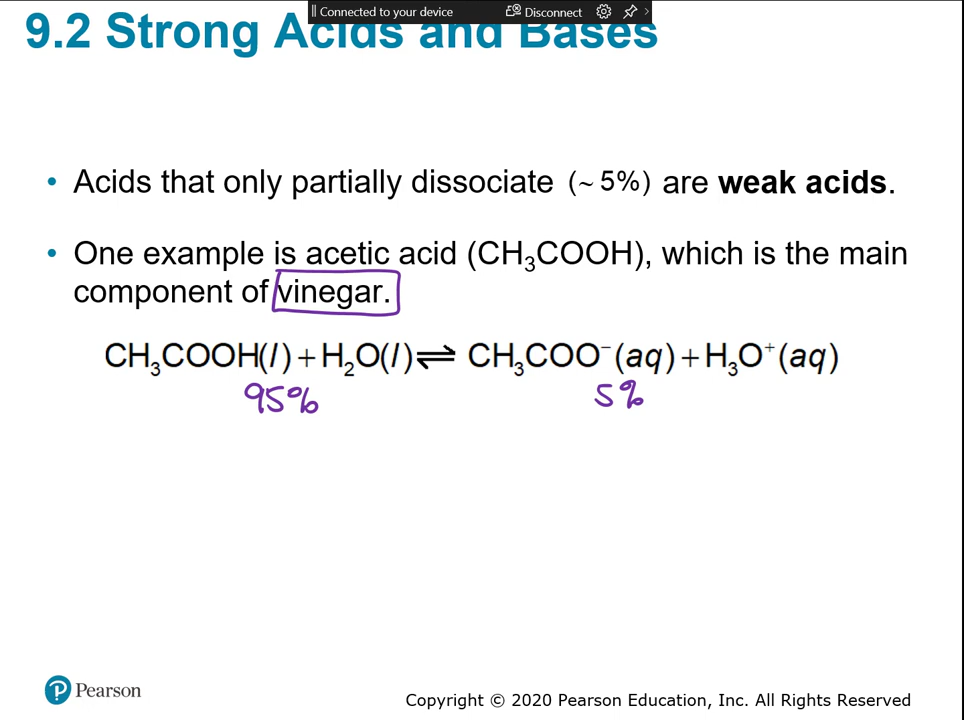 Connected to your device Disconnect
9.2 Strong Acids and Bases
• Acids that only partially dissociate (~ 5%) are weak acids.
• One example is acetic acid (CH₃COOH), which is the main
component of vinegar.
CH₃COOH(l) + H₂O(l) ⇌ CH₃COO⁻(aq) + H₃O⁺(aq)
95% 5%
Pearson
Copyright © 2020 Pearson Education, Inc. All Rights Reserved